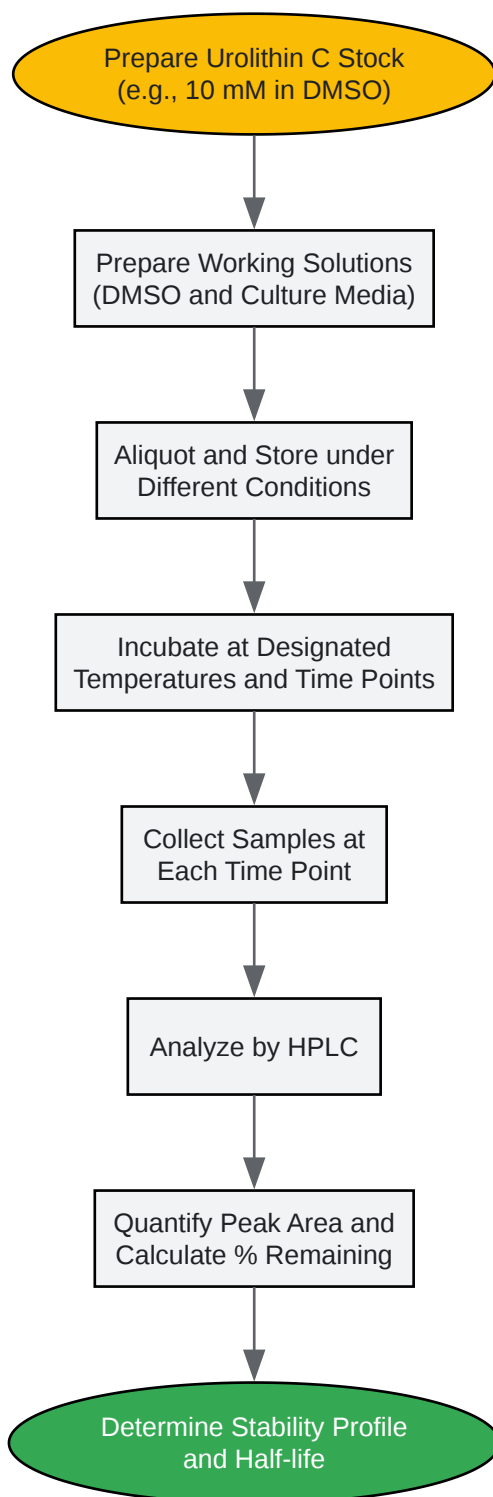 Prepare Urolithin C Stock
(e.g., 10 mM in DMSO)
Prepare Working Solutions
(DMSO and Culture Media)
Aliquot and Store under
Different Conditions
Incubate at Designated
Temperatures and Time Points
Collect Samples at
Each Time Point
Analyze by HPLC
Quantify Peak Area and
Calculate % Remaining
Determine Stability Profile
and Half-life